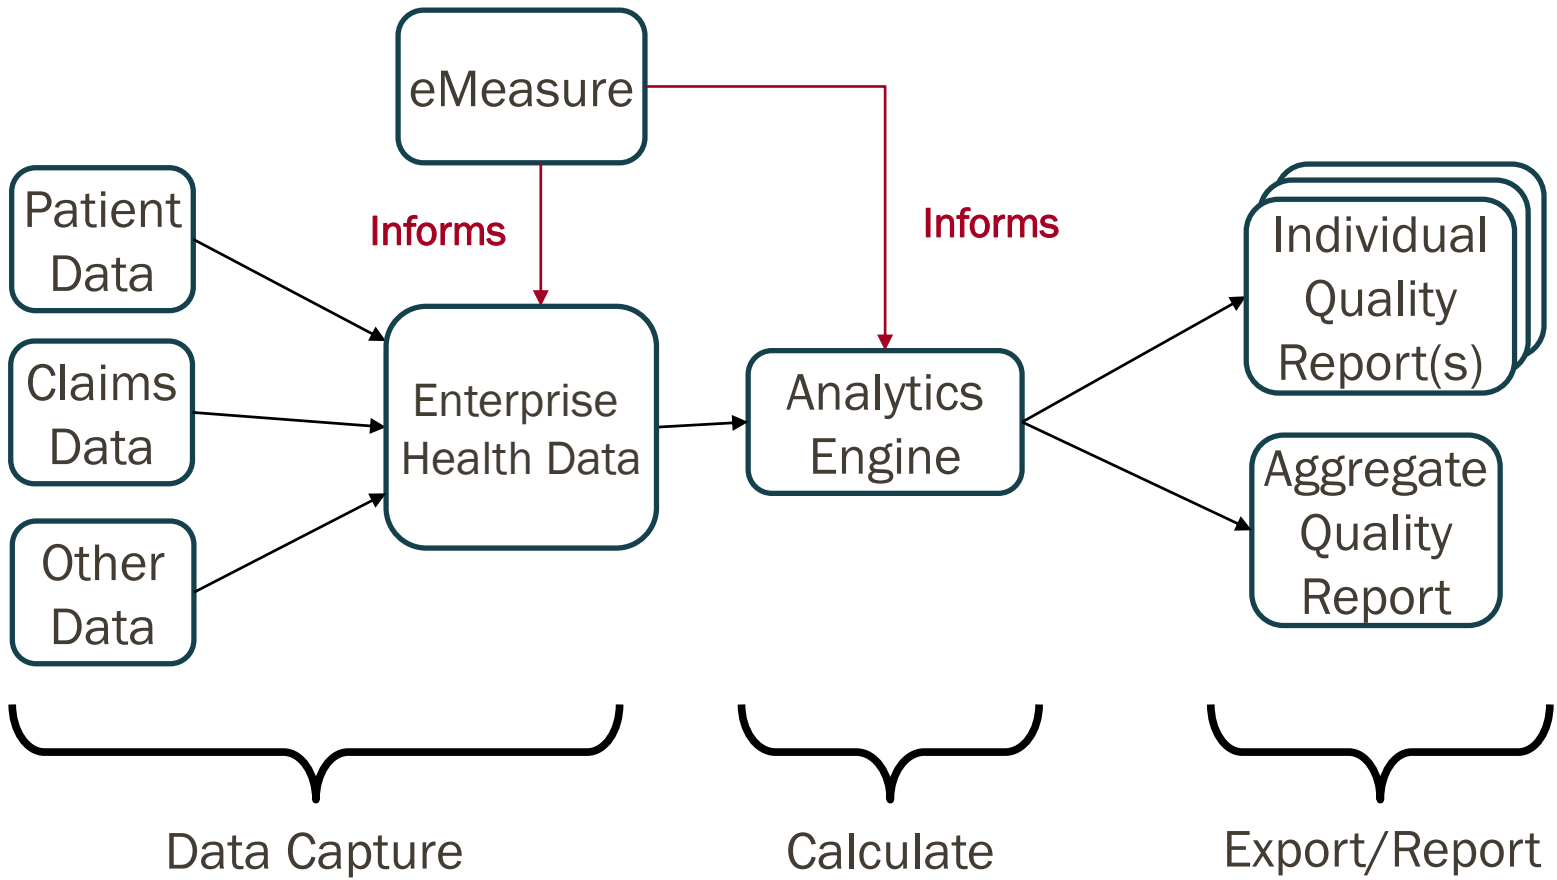 eMeasure
Patient
Data
Informs
Informs
Individual
Quality
Report(s)
Claims
Data
Enterprise
Health Data
Analytics
Engine
Aggregate
Quality
Report
Other
Data
Data Capture
Calculate
Export/Report